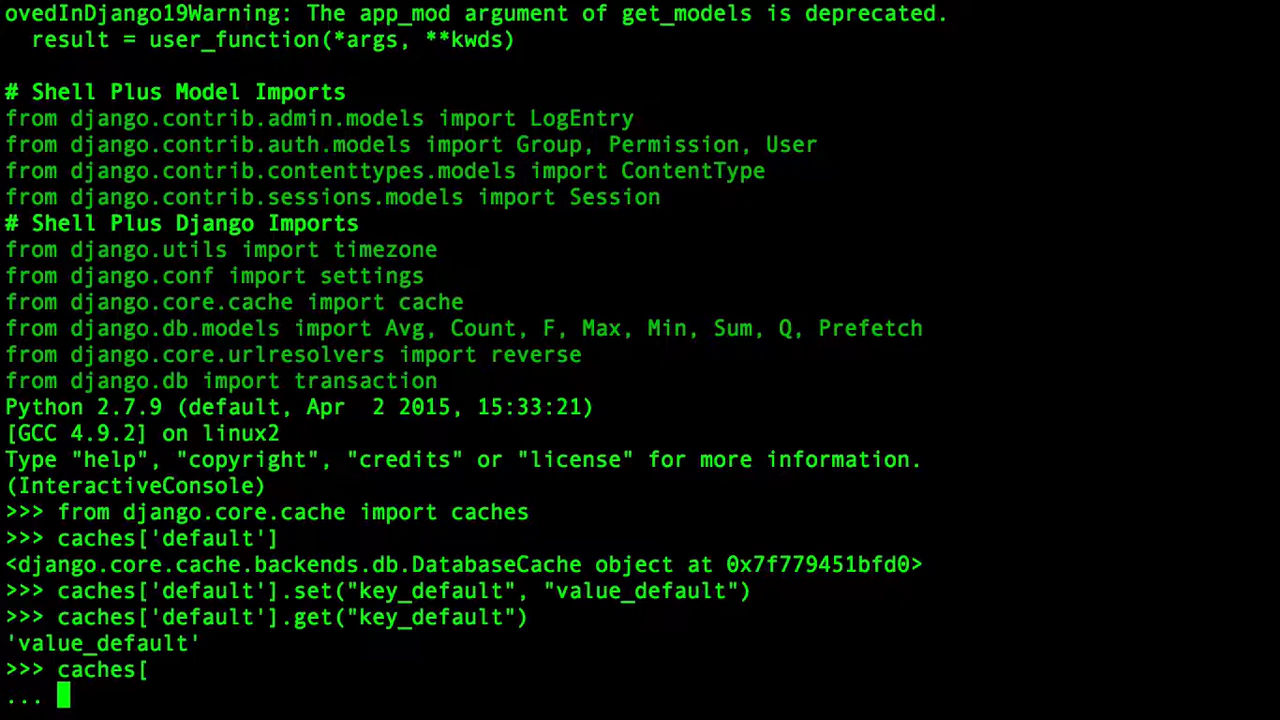 ovedInDjango19Warning: The app_mod argument of get_models is deprecated.
  result = user_function(*args, **kwds)

# Shell Plus Model Imports
from django.contrib.admin.models import LogEntry
from django.contrib.auth.models import Group, Permission, User
from django.contrib.contenttypes.models import ContentType
from django.contrib.sessions.models import Session
# Shell Plus Django Imports
from django.utils import timezone
from django.conf import settings
from django.core.cache import cache
from django.db.models import Avg, Count, F, Max, Min, Sum, Q, Prefetch
from django.core.urlresolvers import reverse
from django.db import transaction
Python 2.7.9 (default, Apr  2 2015, 15:33:21)
[GCC 4.9.2] on linux2
Type "help", "copyright", "credits" or "license" for more information.
(InteractiveConsole)
>>> from django.core.cache import caches
>>> caches['default']
<django.core.cache.backends.db.DatabaseCache object at 0x7f779451bfd0>
>>> caches['default'].set("key_default", "value_default")
>>> caches['default'].get("key_default")
'value_default'
>>> caches[
...